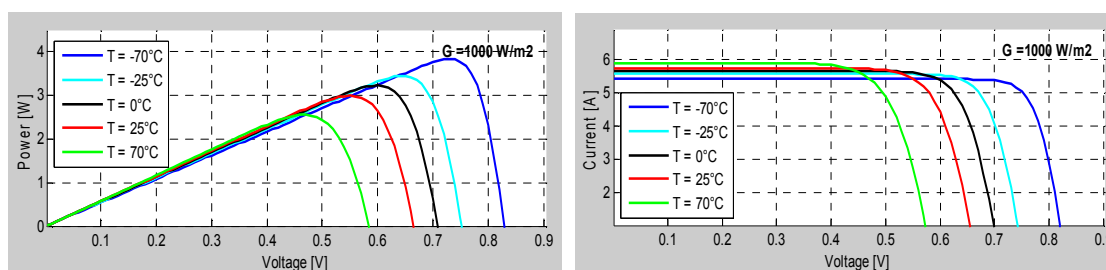 G =1000 W/m2
T = -70°C
T = -25°C
T = 0°C
T = 25°C
T = 70°C
Power [W]
4
3
2
1
0
0.1 0.2 0.3 0.4 0.5 0.6 0.7 0.8 0.9
Voltage [V]
G =1000 W/m2
T = -70°C
T = -25°C
T = 0°C
T = 25°C
T = 70°C
Current [A]
6
5
4
3
2
0.1 0.2 0.3 0.4 0.5 0.6 0.7 0.8
Voltage [V]